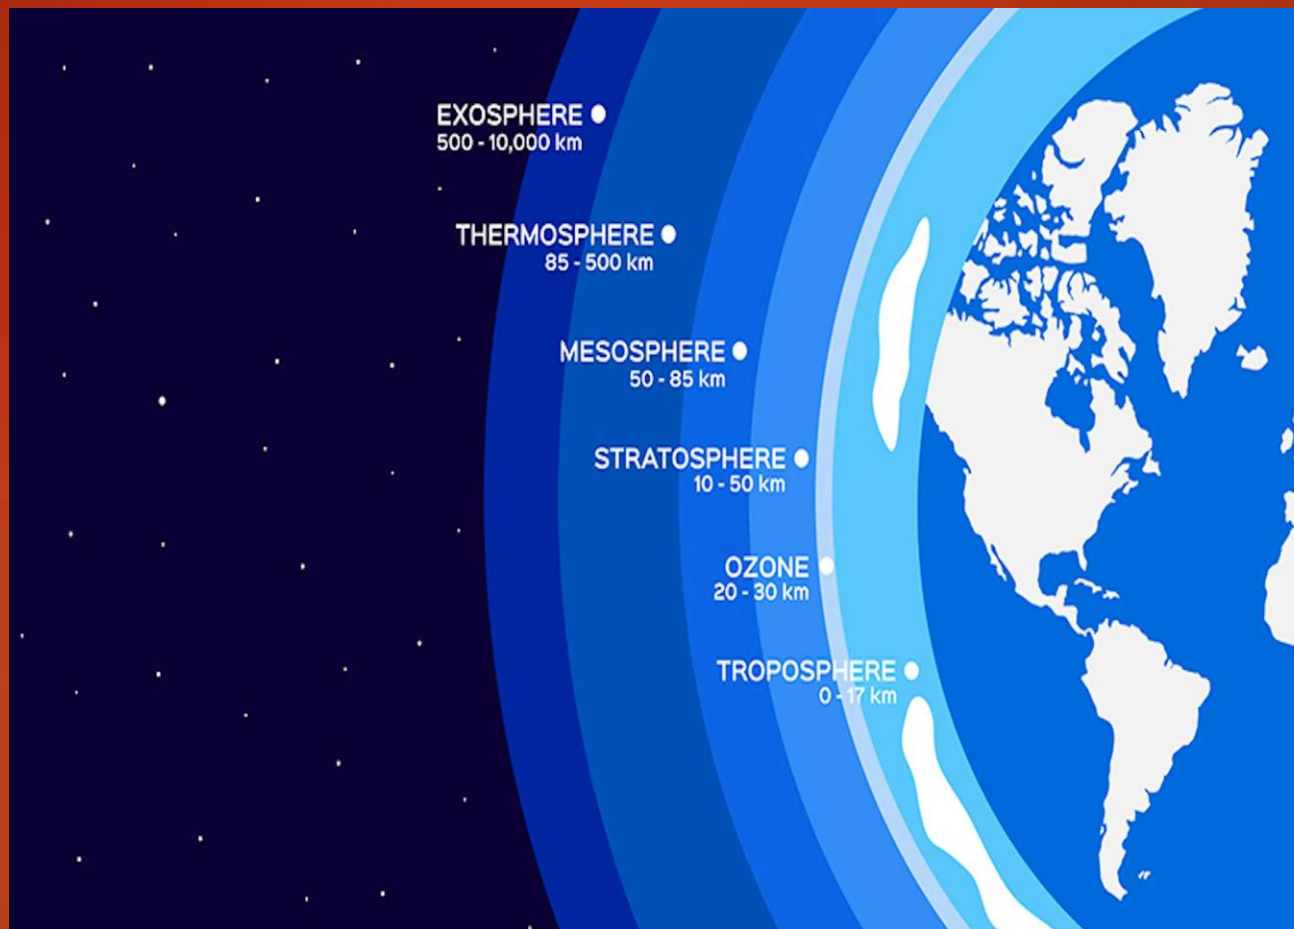 EXOSPHERE
500 - 10,000 km
THERMOSPHERE
85 - 500 km
MESOSPHERE
50 - 85 km
STRATOSPHERE
10 - 50 km
OZONE
20 - 30 km
TROPOSPHERE
0 - 17 km